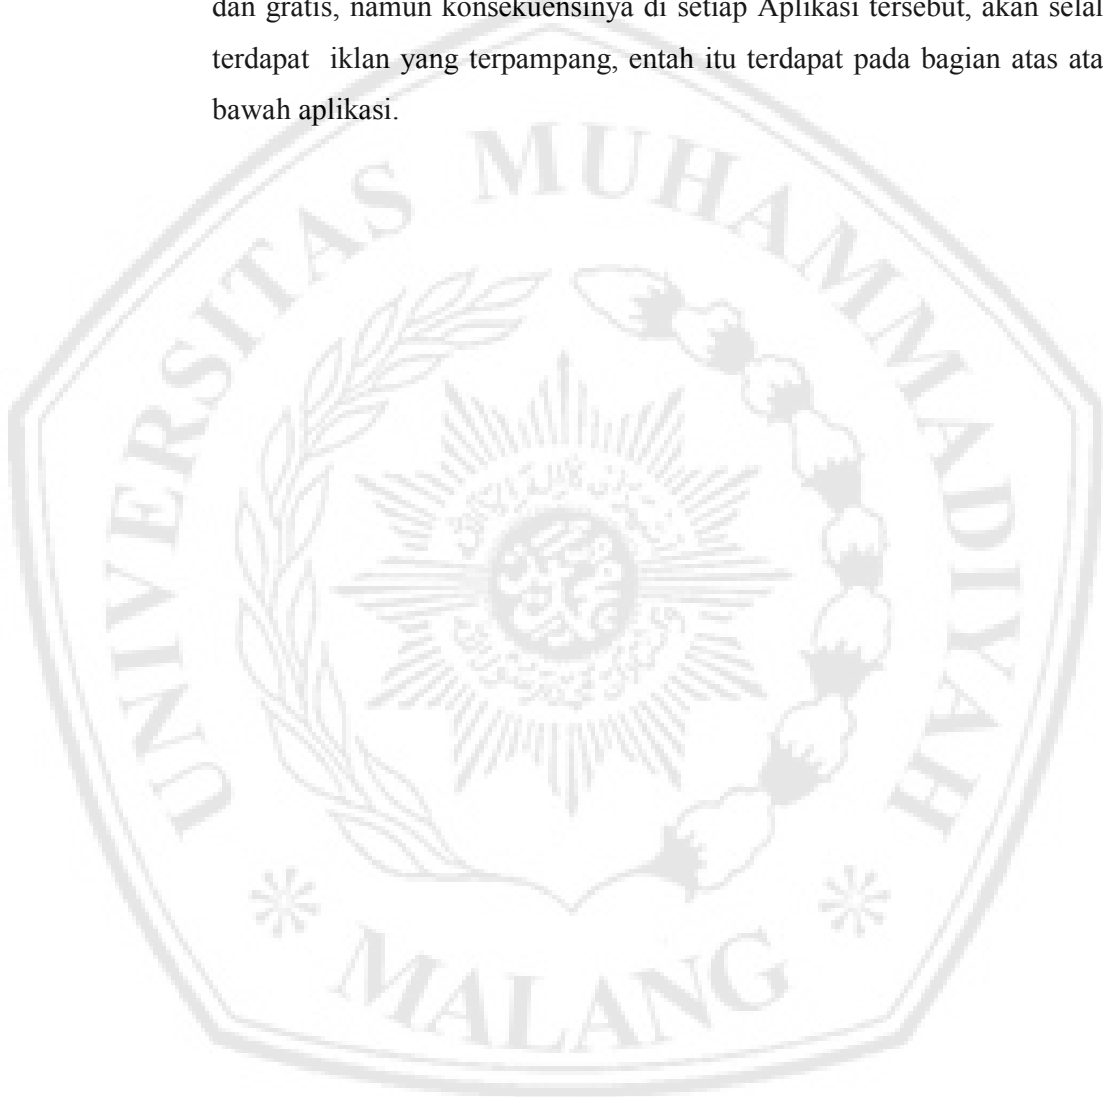 dan gratis, namun konsekuensinya di setiap Aplikasi tersebut, akan selal
terdapat iklan yang terpampang, entah itu terdapat pada bagian atas ata
bawah aplikasi.
UNIVERSITAS MUHAMMADIYAH
MALANG